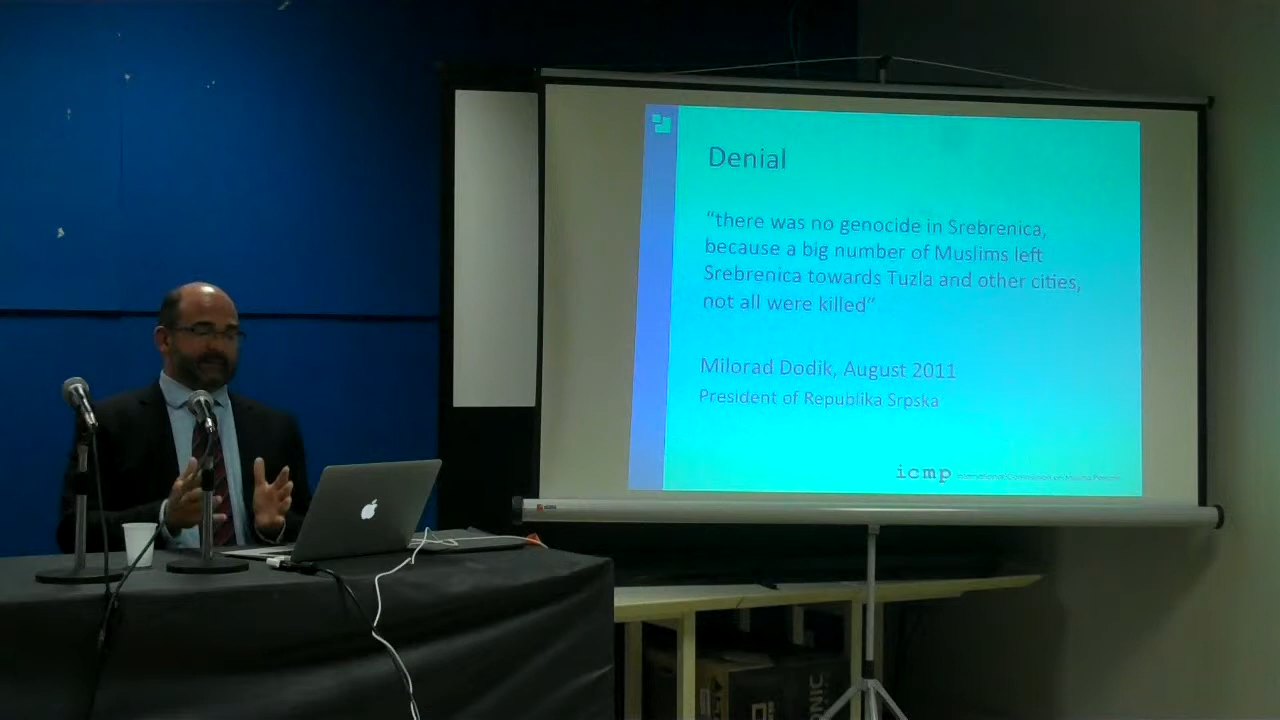 Denial
“there was no genocide in Srebrenica,
because a big number of Muslims left
Srebrenica towards Tuzla and other cities,
not all were killed”
Milorad Dodik, August 2011
President of Republika Srpska
icmp International Commission on Missing Persons